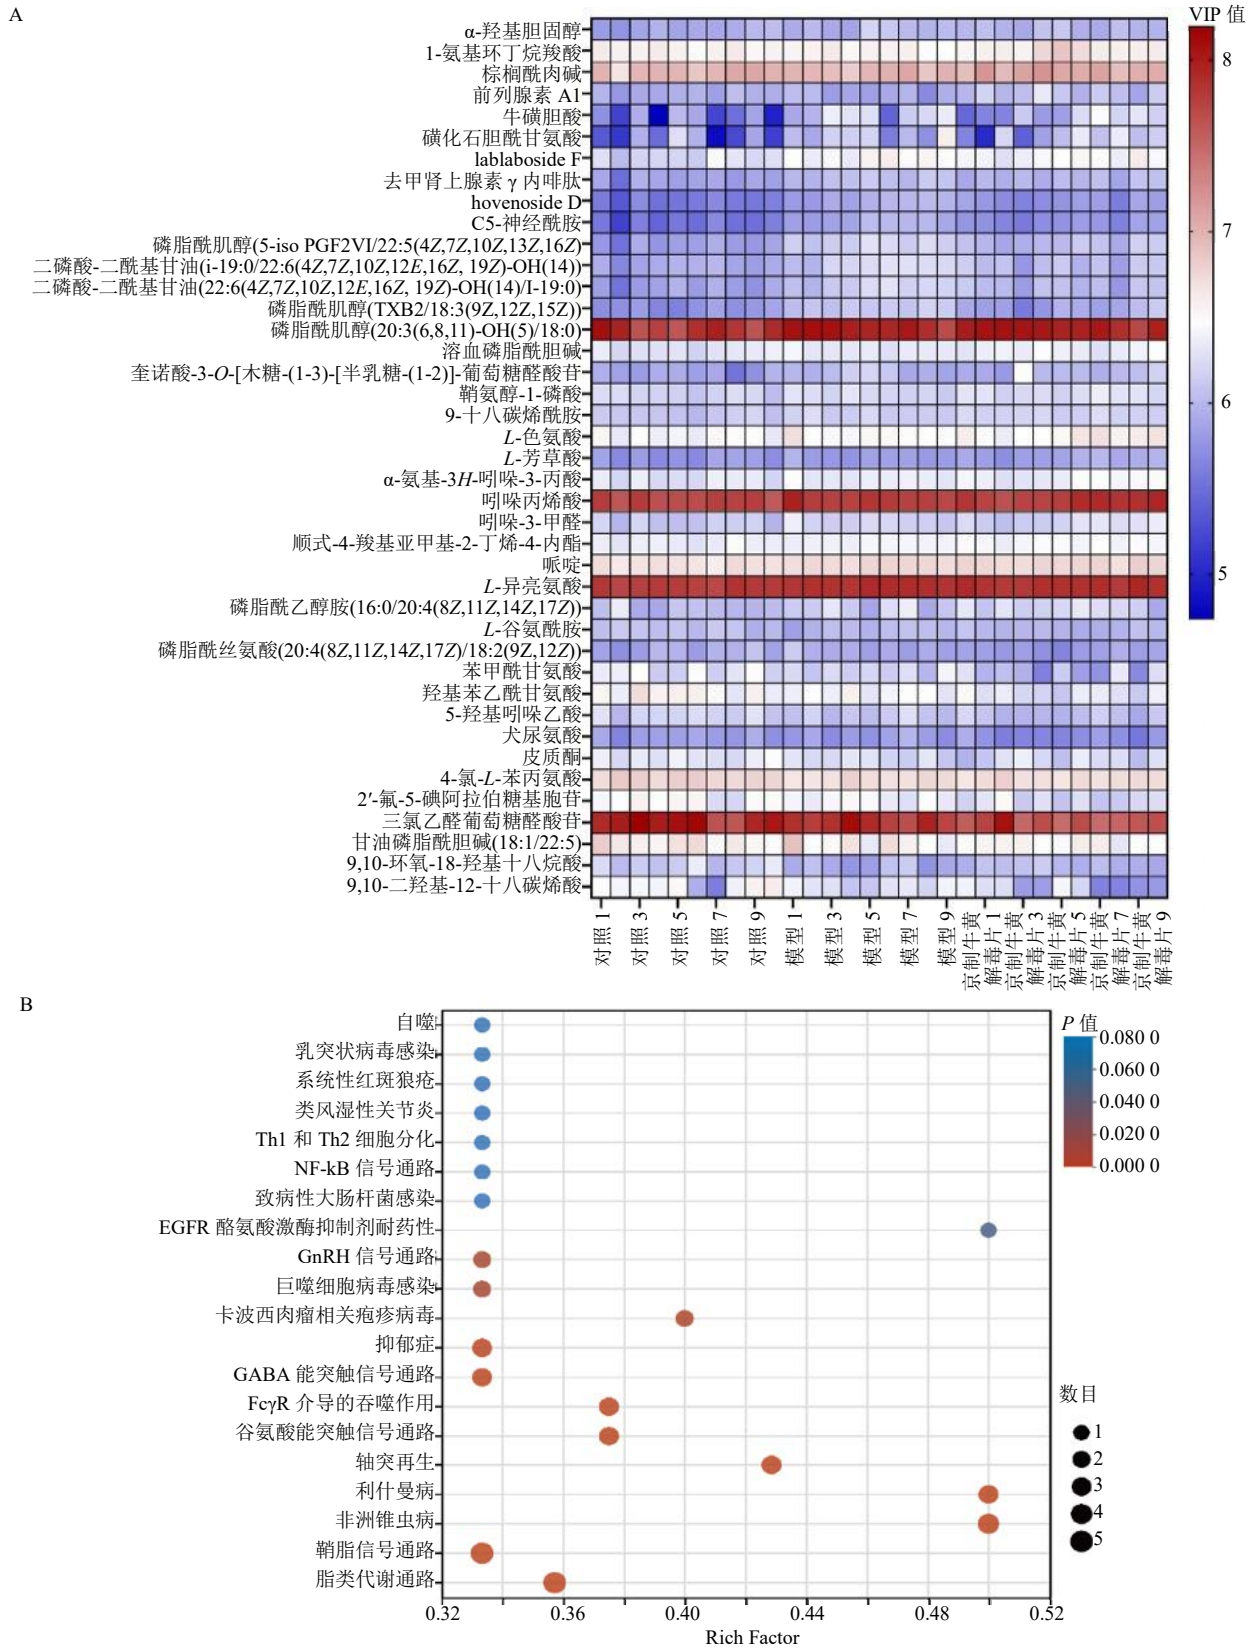 A
VIP 值
α-羟基胆固醇
1-氨基环丁烷羧酸
棕榈酰肉碱
前列腺素 A1
牛磺胆酸
磺化石胆酰甘氨酸
lablaboside F
去甲肾上腺素 γ 内啡肽
hovenoside D
C5-神经酰胺
磷脂酰肌醇(5-iso PGF2VI/22:5(4Z,7Z,10Z,13Z,16Z)
二磷酸-二酰基甘油(i-19:0/22:6(4Z,7Z,10Z,12E,16Z, 19Z)-OH(14))
二磷酸-二酰基甘油(22:6(4Z,7Z,10Z,12E,16Z, 19Z)-OH(14)/I-19:0)
磷脂酰肌醇(TXB2/18:3(9Z,12Z,15Z))
磷脂酰肌醇(20:3(6,8,11)-OH(5)/18:0)
溶血磷脂酰胆碱
奎诺酸-3-O-[木糖-(1-3)-[半乳糖-(1-2)]-葡萄糖醛酸苷
鞘氨醇-1-磷酸
9-十八碳烯酰胺
L-色氨酸
L-芳草酸
α-氨基-3H-吲哚-3-丙酸
吲哚丙烯酸
吲哚-3-甲醛
顺式-4-羧基亚甲基-2-丁烯-4-内酯
哌啶
L-异亮氨酸
磷脂酰乙醇胺(16:0/20:4(8Z,11Z,14Z,17Z))
L-谷氨酰胺
磷脂酰丝氨酸(20:4(8Z,11Z,14Z,17Z)/18:2(9Z,12Z))
苯甲酰甘氨酸
羟基苯乙酰甘氨酸
5-羟基吲哚乙酸
犬尿氨酸
皮质酮
4-氯-L-苯丙氨酸
2′-氟-5-碘阿拉伯糖基胞苷
三氯乙醛葡萄糖醛酸苷
甘油磷脂酰胆碱(18:1/22:5)
9,10-环氧-18-羟基十八烷酸
9,10-二羟基-12-十八碳烯酸
8
7
6
5
对照 1
对照 3
对照 5
对照 7
对照 9
模型 1
模型 3
模型 5
模型 7
模型 9
京制牛黄
解毒片 1
京制牛黄
解毒片 3
京制牛黄
解毒片 5
京制牛黄
解毒片 7
京制牛黄
解毒片 9
B
自噬
乳突状病毒感染
系统性红斑狼疮
类风湿性关节炎
Th1 和 Th2 细胞分化
NF-kB 信号通路
致病性大肠杆菌感染
EGFR 酪氨酸激酶抑制剂耐药性
GnRH 信号通路
巨噬细胞病毒感染
卡波西肉瘤相关疱疹病毒
抑郁症
GABA 能突触信号通路
FcγR 介导的吞噬作用
谷氨酸能突触信号通路
轴突再生
利什曼病
非洲锥虫病
鞘脂信号通路
脂类代谢通路
0.32
0.36
0.40
0.44
0.48
0.52
Rich Factor
P 值
0.080 0
0.060 0
0.040 0
0.020 0
0.000 0
数目
1
2
3
4
5